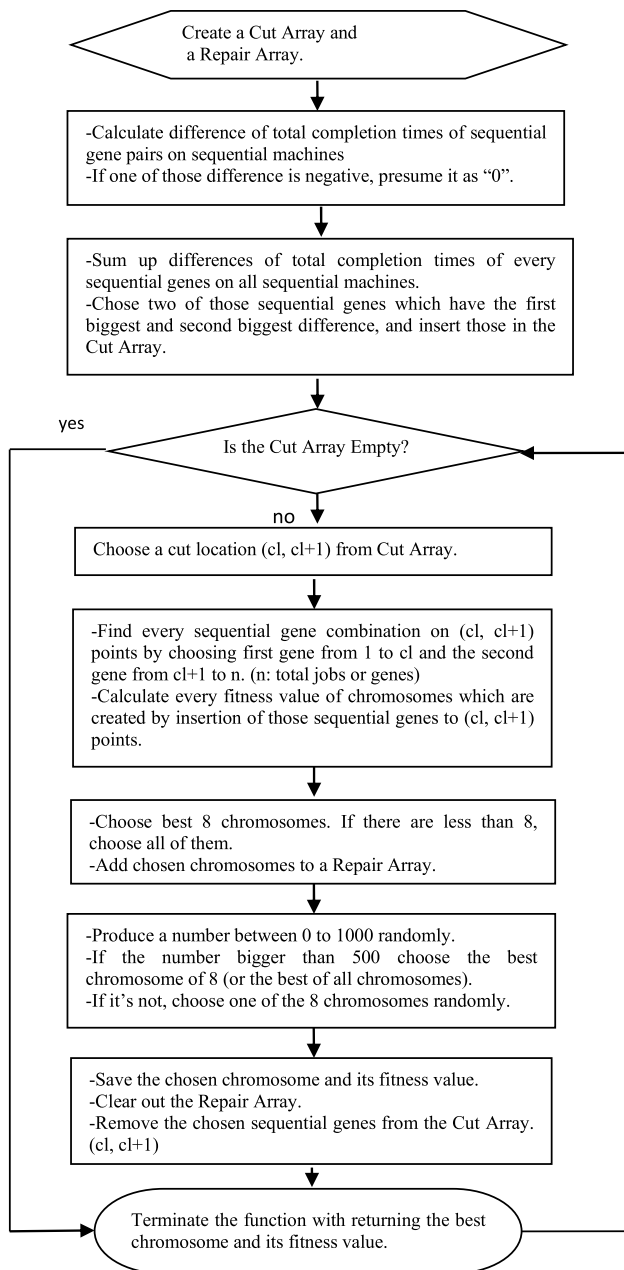 Create a Cut Array and
a Repair Array.
-Calculate difference of total completion times of sequential
gene pairs on sequential machines
-If one of those difference is negative, presume it as “0”.
-Sum up differences of total completion times of every
sequential genes on all sequential machines.
-Chose two of those sequential genes which have the first
biggest and second biggest difference, and insert those in the
Cut Array.
yes
Is the Cut Array Empty?
no
Choose a cut location (cl, cl+1) from Cut Array.
-Find every sequential gene combination on (cl, cl+1)
points by choosing first gene from 1 to cl and the second
gene from cl+1 to n. (n: total jobs or genes)
-Calculate every fitness value of chromosomes which are
created by insertion of those sequential genes to (cl, cl+1)
points.
-Choose best 8 chromosomes. If there are less than 8,
choose all of them.
-Add chosen chromosomes to a Repair Array.
-Produce a number between 0 to 1000 randomly.
-If the number bigger than 500 choose the best
chromosome of 8 (or the best of all chromosomes).
-If it’s not, choose one of the 8 chromosomes randomly.
-Save the chosen chromosome and its fitness value.
-Clear out the Repair Array.
-Remove the chosen sequential genes from the Cut Array.
(cl, cl+1)
Terminate the function with returning the best
chromosome and its fitness value.